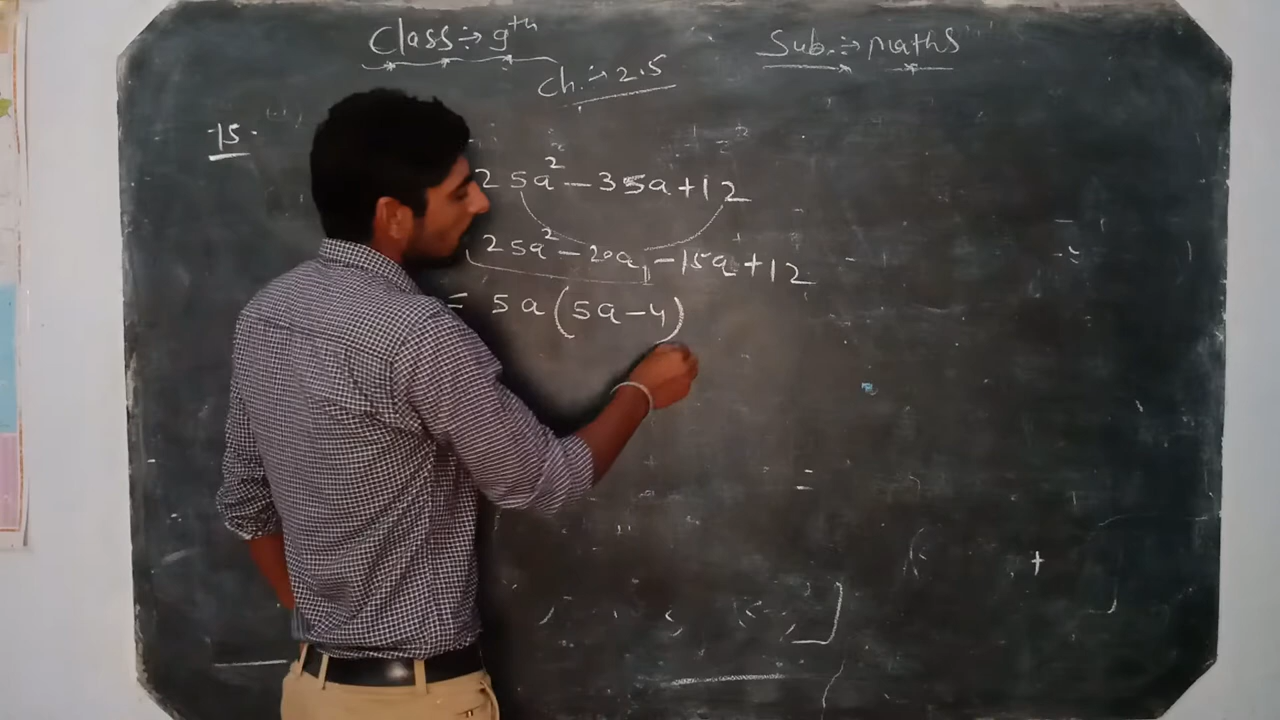 Class :→ 9th Sub. :→ maths
Ch. :→ 2.5
15.
25a² - 35a + 12
25a² - 20a - 15a + 12
= 5a (5a - 4)